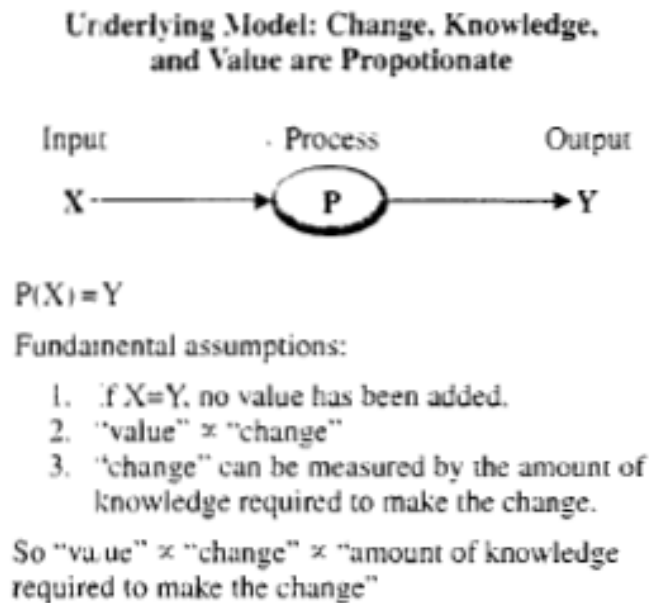 Underlying Model: Change, Knowledge,
and Value are Propotionate
Input Process Output
X P Y
P(X) = Y
Fundamental assumptions:
1. If X=Y, no value has been added.
2. “value” ∝ “change”
3. “change” can be measured by the amount of
knowledge required to make the change.
So “value” ∝ “change” ∝ “amount of knowledge
required to make the change”